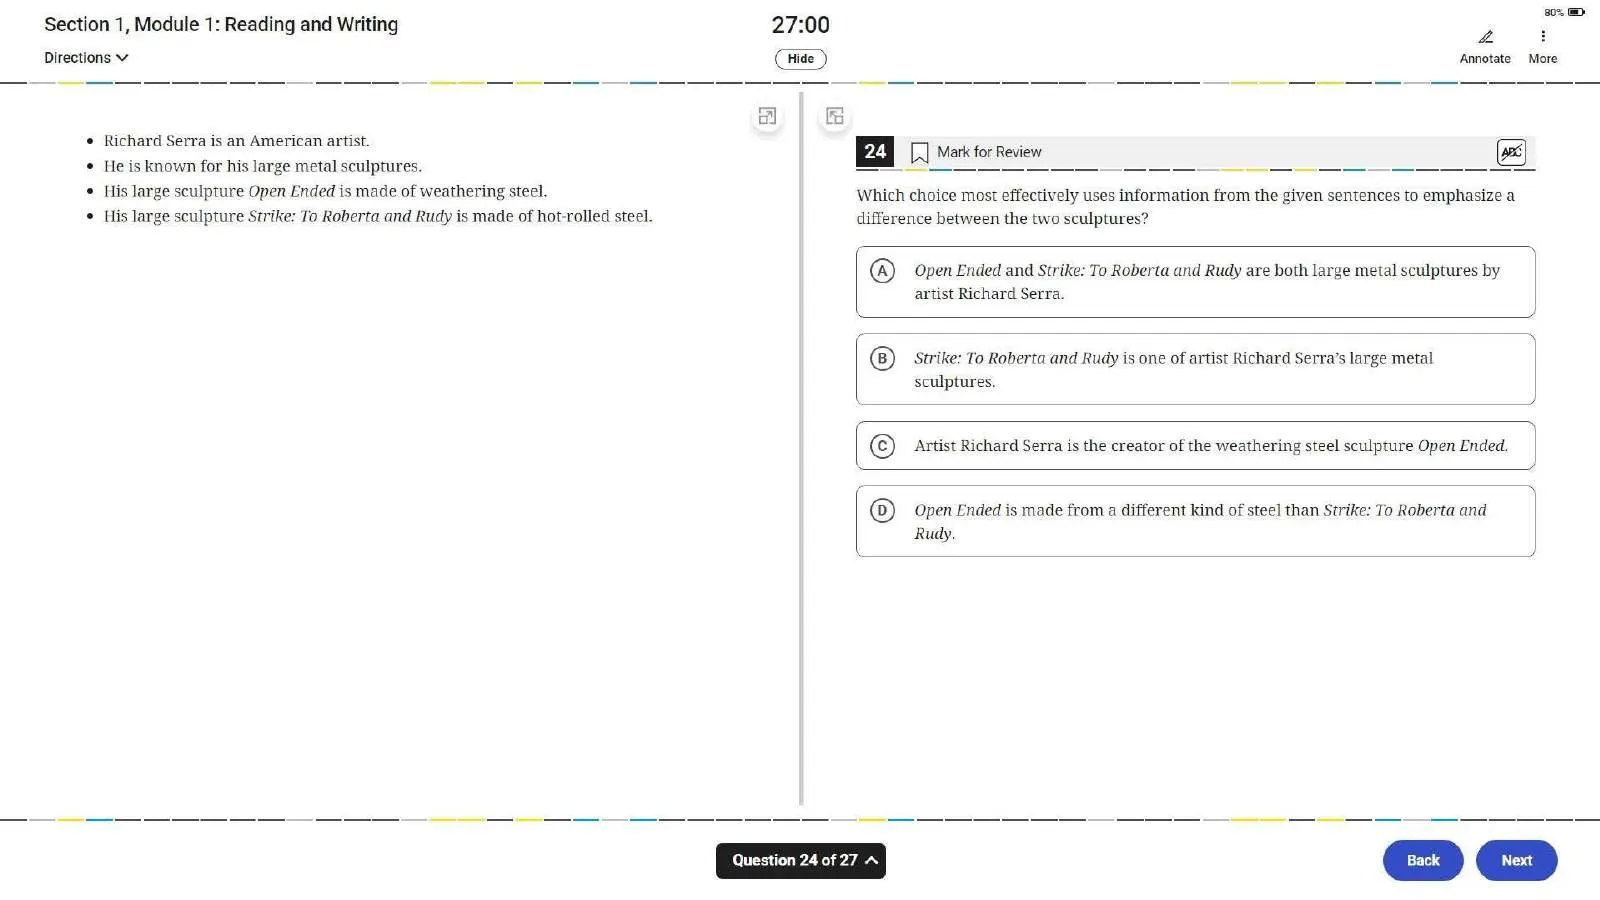 Section 1, Module 1: Reading and Writing
27:00
80%
Directions
Hide
Annotate
More
• Richard Serra is an American artist.
• He is known for his large metal sculptures.
• His large sculpture Open Ended is made of weathering steel.
• His large sculpture Strike: To Roberta and Rudy is made of hot-rolled steel.
24
Mark for Review
ABC
Which choice most effectively uses information from the given sentences to emphasize a
difference between the two sculptures?
A
Open Ended and Strike: To Roberta and Rudy are both large metal sculptures by
artist Richard Serra.
B
Strike: To Roberta and Rudy is one of artist Richard Serra’s large metal
sculptures.
C
Artist Richard Serra is the creator of the weathering steel sculpture Open Ended.
D
Open Ended is made from a different kind of steel than Strike: To Roberta and
Rudy.
Question 24 of 27
Back
Next